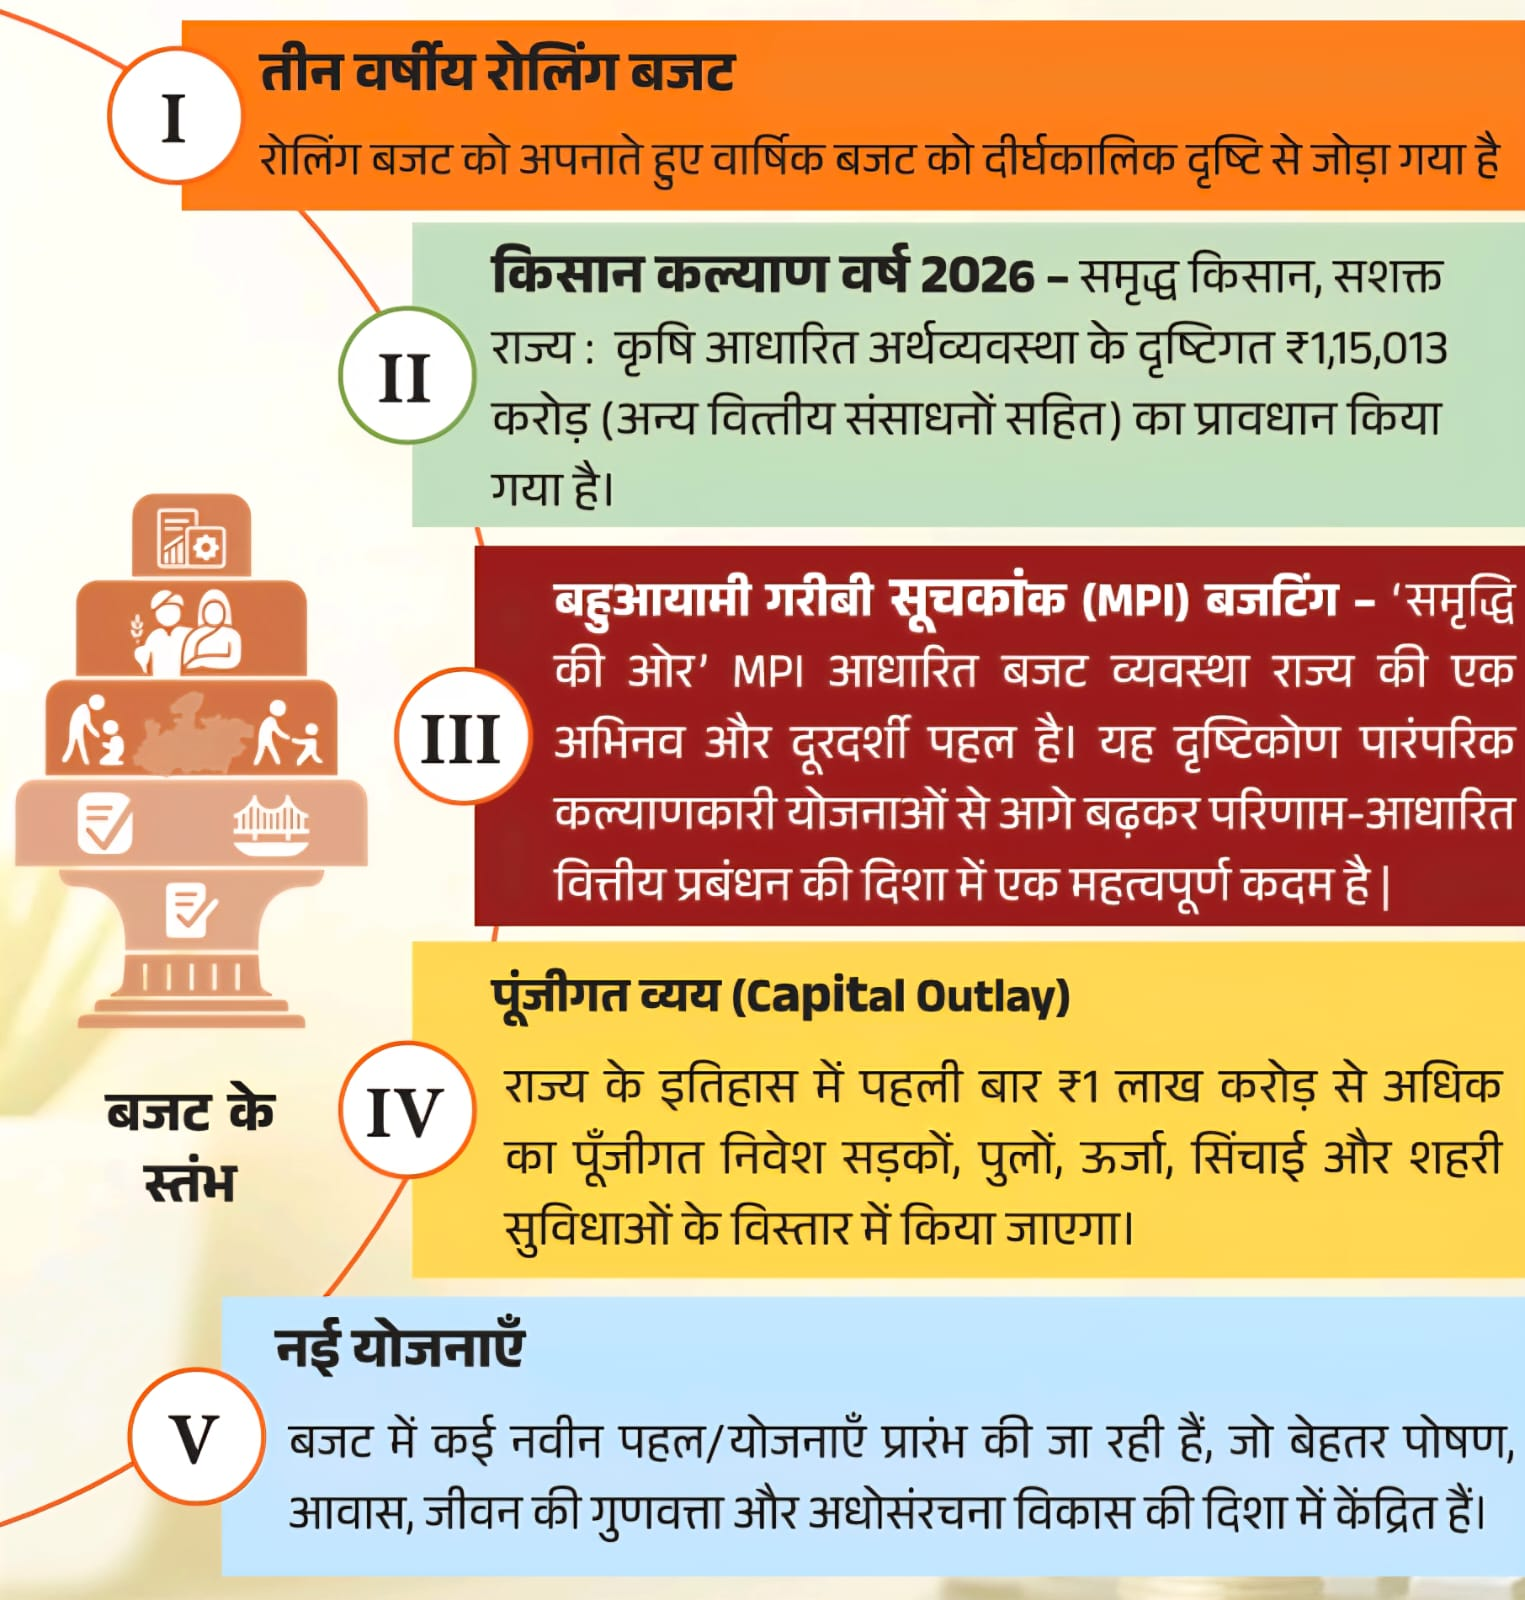 I
तीन वर्षीय रोलिंग बजट
रोलिंग बजट को अपनाते हुए वार्षिक बजट को दीर्घकालिक दृष्टि से जोड़ा गया है
II
किसान कल्याण वर्ष 2026 – समृद्ध किसान, सशक्त
राज्य : कृषि आधारित अर्थव्यवस्था के दृष्टिगत ₹1,15,013
करोड़ (अन्य वित्तीय संसाधनों सहित) का प्रावधान किया
गया है।
III
बहुआयामी गरीबी सूचकांक (MPI) बजटिंग – ‘समृद्धि
की ओर’ MPI आधारित बजट व्यवस्था राज्य की एक
अभिनव और दूरदर्शी पहल है। यह दृष्टिकोण पारंपरिक
कल्याणकारी योजनाओं से आगे बढ़कर परिणाम-आधारित
वित्तीय प्रबंधन की दिशा में एक महत्वपूर्ण कदम है |
बजट के
स्तंभ
IV
पूंजीगत व्यय (Capital Outlay)
राज्य के इतिहास में पहली बार ₹1 लाख करोड़ से अधिक
का पूँजीगत निवेश सड़कों, पुलों, ऊर्जा, सिंचाई और शहरी
सुविधाओं के विस्तार में किया जाएगा।
V
नई योजनाएँ
बजट में कई नवीन पहल/योजनाएँ प्रारंभ की जा रही हैं, जो बेहतर पोषण,
आवास, जीवन की गुणवत्ता और अधोसंरचना विकास की दिशा में केंद्रित हैं।